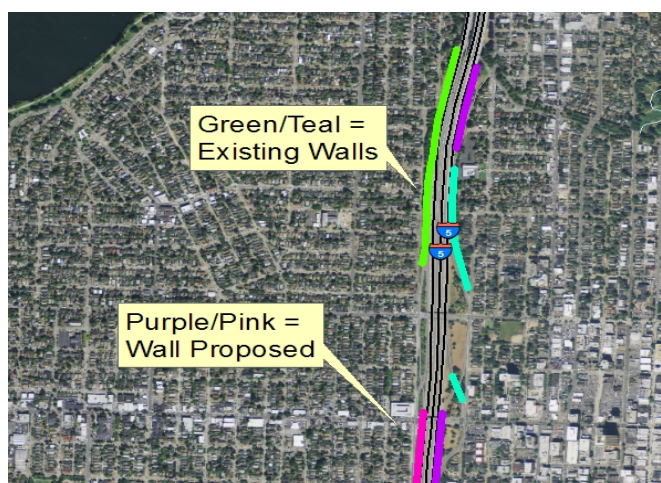 Green/Teal =
Existing Walls
5
5
Purple/Pink =
Wall Proposed